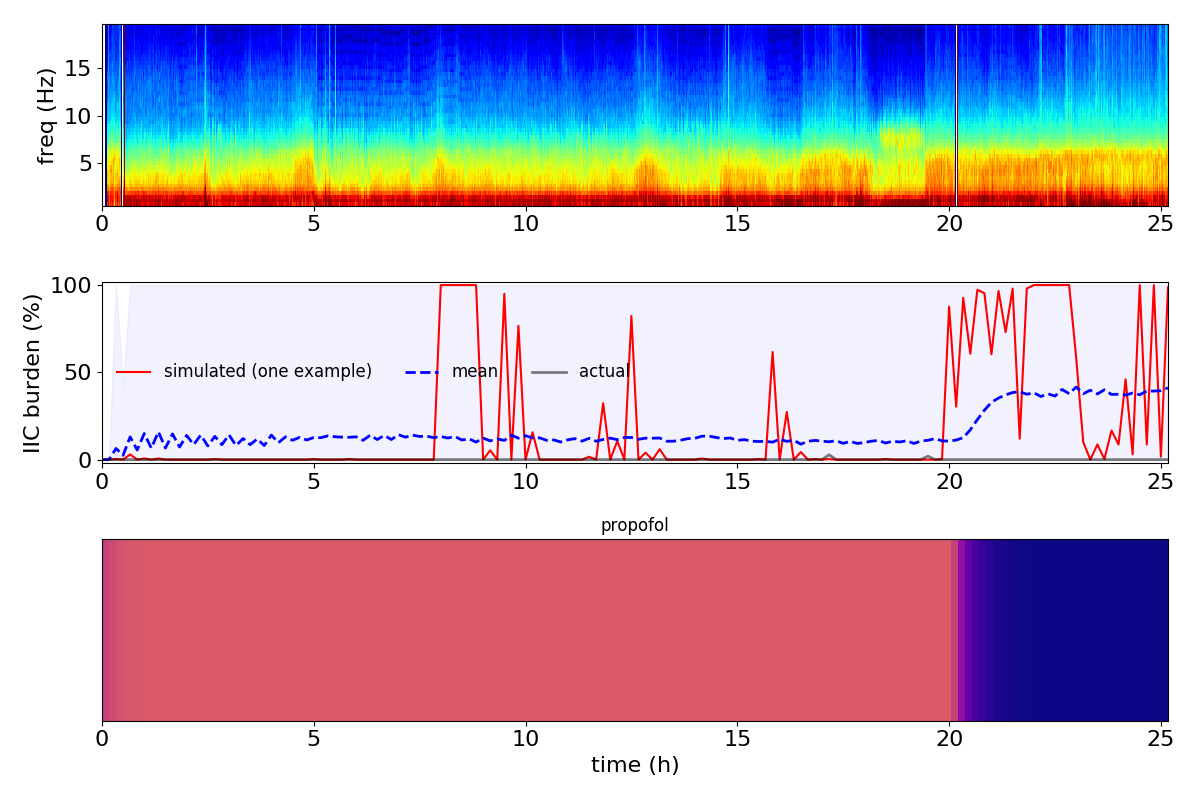 freq (Hz)
15
10
5
0 5 10 15 20 25
IIC burden (%)
100
50
0
simulated (one example) mean actual
0 5 10 15 20 25
propofol
0 5 10 15 20 25
time (h)